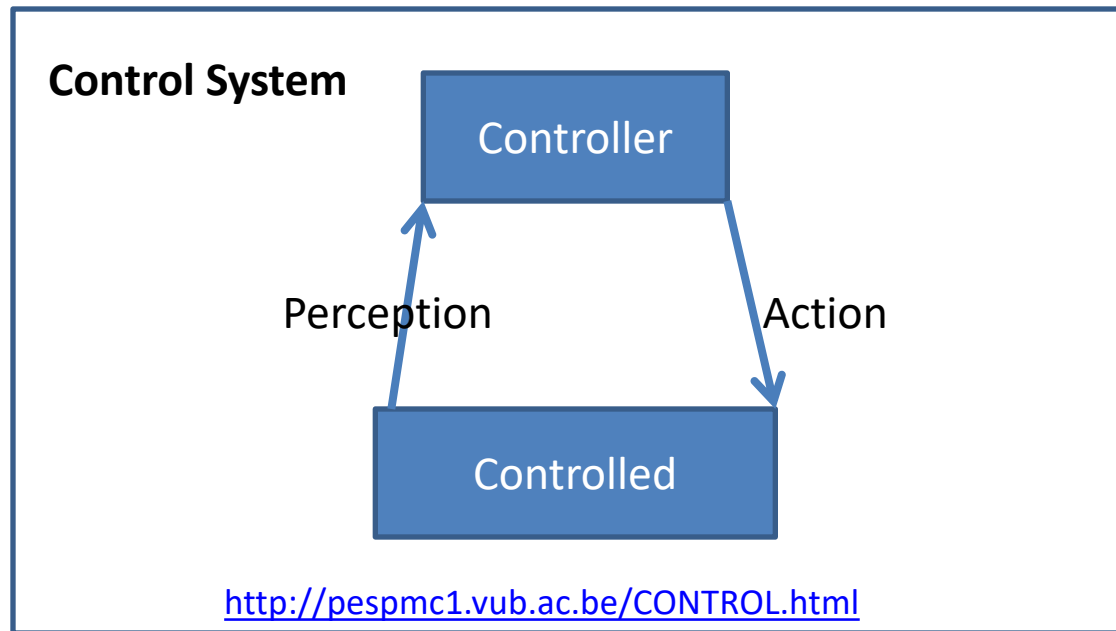 Control System
Controller
Perception
Action
Controlled
http://pespmc1.vub.ac.be/CONTROL.html